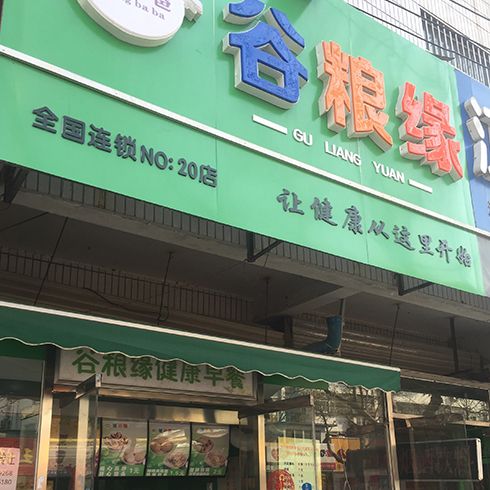 ng ba ba
谷粮缘
GU LIANG YUAN
全国连锁NO:20店
让健康从这里开始
谷粮缘健康早餐